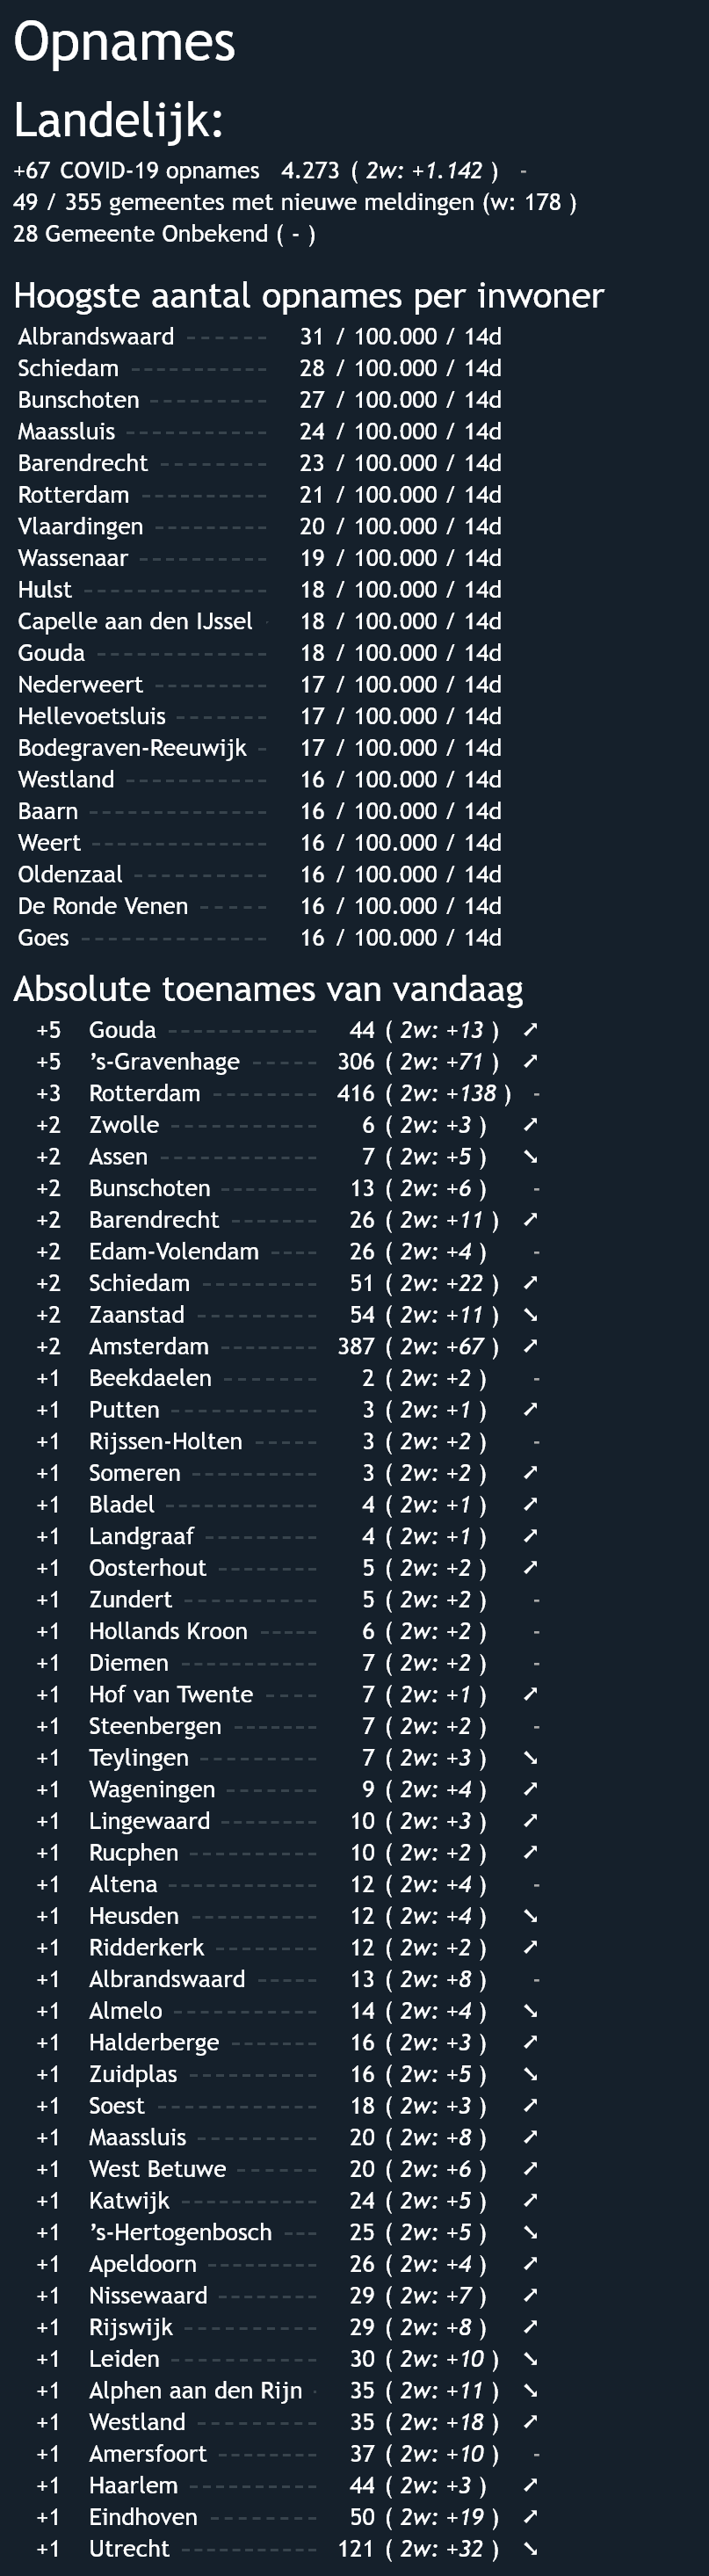 Opnames
Landelijk:
+67 COVID-19 opnames 4.273 ( 2w: +1.142 ) -
49 / 355 gemeentes met nieuwe meldingen (w: 178 )
28 Gemeente Onbekend ( - )
Hoogste aantal opnames per inwoner
Albrandswaard ------ 31 / 100.000 / 14d
Schiedam ----------- 28 / 100.000 / 14d
Bunschoten --------- 27 / 100.000 / 14d
Maassluis ----------- 24 / 100.000 / 14d
Barendrecht -------- 23 / 100.000 / 14d
Rotterdam ---------- 21 / 100.000 / 14d
Vlaardingen --------- 20 / 100.000 / 14d
Wassenaar ---------- 19 / 100.000 / 14d
Hulst -------------- 18 / 100.000 / 14d
Capelle aan den IJssel - 18 / 100.000 / 14d
Gouda ------------- 18 / 100.000 / 14d
Nederweert --------- 17 / 100.000 / 14d
Hellevoetsluis ------- 17 / 100.000 / 14d
Bodegraven-Reeuwijk - 17 / 100.000 / 14d
Westland ----------- 16 / 100.000 / 14d
Baarn -------------- 16 / 100.000 / 14d
Weert -------------- 16 / 100.000 / 14d
Oldenzaal ---------- 16 / 100.000 / 14d
De Ronde Venen ----- 16 / 100.000 / 14d
Goes --------------- 16 / 100.000 / 14d
Absolute toenames van vandaag
+5 Gouda ------------ 44 ( 2w: +13 ) ➚
+5 ’s-Gravenhage ----- 306 ( 2w: +71 ) ➚
+3 Rotterdam --------- 416 ( 2w: +138 ) -
+2 Zwolle ----------- 6 ( 2w: +3 ) ➚
+2 Assen ------------ 7 ( 2w: +5 ) ➘
+2 Bunschoten -------- 13 ( 2w: +6 ) -
+2 Barendrecht ------- 26 ( 2w: +11 ) ➚
+2 Edam-Volendam ---- 26 ( 2w: +4 ) -
+2 Schiedam --------- 51 ( 2w: +22 ) ➚
+2 Zaanstad ---------- 54 ( 2w: +11 ) ➘
+2 Amsterdam -------- 387 ( 2w: +67 ) ➚
+1 Beekdaelen -------- 2 ( 2w: +2 ) -
+1 Putten ------------ 3 ( 2w: +1 ) ➚
+1 Rijssen-Holten ----- 3 ( 2w: +2 ) -
+1 Someren ---------- 3 ( 2w: +2 ) ➚
+1 Bladel ------------ 4 ( 2w: +1 ) ➚
+1 Landgraaf --------- 4 ( 2w: +1 ) ➚
+1 Oosterhout -------- 5 ( 2w: +2 ) ➚
+1 Zundert ----------- 5 ( 2w: +2 ) -
+1 Hollands Kroon ----- 6 ( 2w: +2 ) -
+1 Diemen ----------- 7 ( 2w: +2 ) -
+1 Hof van Twente ---- 7 ( 2w: +1 ) ➚
+1 Steenbergen ------- 7 ( 2w: +2 ) -
+1 Teylingen --------- 7 ( 2w: +3 ) ➘
+1 Wageningen ------- 9 ( 2w: +4 ) ➚
+1 Lingewaard -------- 10 ( 2w: +3 ) ➚
+1 Rucphen ---------- 10 ( 2w: +2 ) ➚
+1 Altena ------------ 12 ( 2w: +4 ) -
+1 Heusden ---------- 12 ( 2w: +4 ) ➘
+1 Ridderkerk -------- 12 ( 2w: +2 ) ➚
+1 Albrandswaard ----- 13 ( 2w: +8 ) -
+1 Almelo ----------- 14 ( 2w: +4 ) ➘
+1 Halderberge ------- 16 ( 2w: +3 ) ➚
+1 Zuidplas ---------- 16 ( 2w: +5 ) ➘
+1 Soest ------------ 18 ( 2w: +3 ) ➚
+1 Maassluis ---------- 20 ( 2w: +8 ) ➚
+1 West Betuwe ------ 20 ( 2w: +6 ) ➚
+1 Katwijk ----------- 24 ( 2w: +5 ) ➚
+1 ’s-Hertogenbosch --- 25 ( 2w: +5 ) ➘
+1 Apeldoorn --------- 26 ( 2w: +4 ) ➚
+1 Nissewaard -------- 29 ( 2w: +7 ) ➚
+1 Rijswijk ----------- 29 ( 2w: +8 ) ➚
+1 Leiden ------------ 30 ( 2w: +10 ) ➘
+1 Alphen aan den Rijn - 35 ( 2w: +11 ) ➘
+1 Westland ---------- 35 ( 2w: +18 ) ➚
+1 Amersfoort -------- 37 ( 2w: +10 ) -
+1 Haarlem ---------- 44 ( 2w: +3 ) ➚
+1 Eindhoven --------- 50 ( 2w: +19 ) ➚
+1 Utrecht ----------- 121 ( 2w: +32 ) ➘